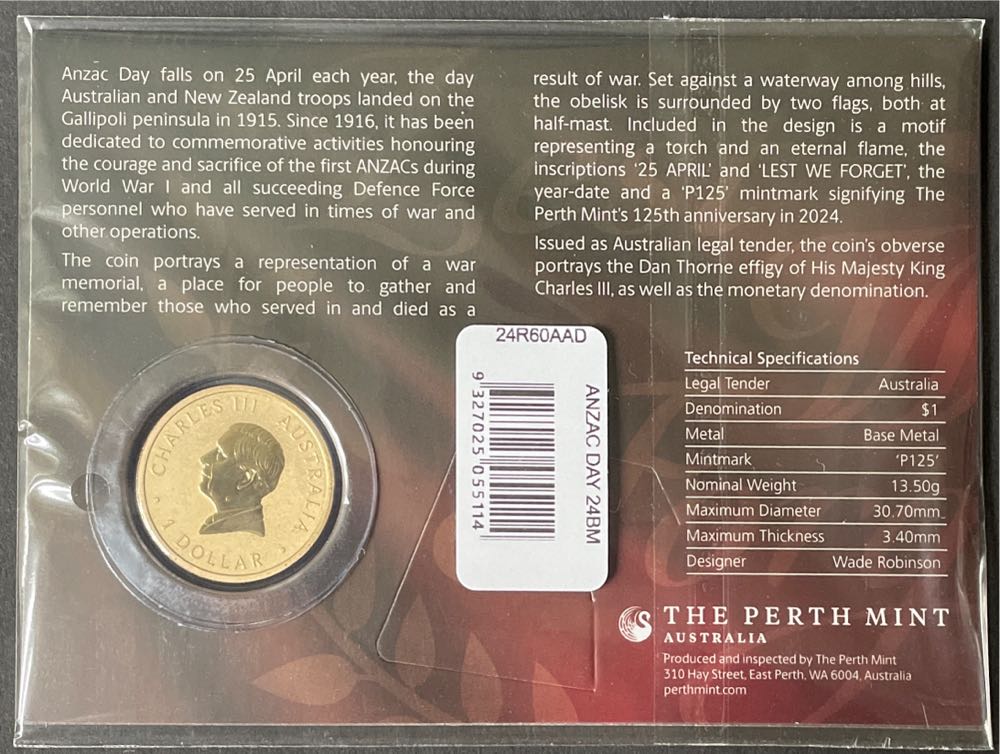 Anzac Day falls on 25 April each year, the day
Australian and New Zealand troops landed on the
Gallipoli peninsula in 1915. Since 1916, it has been
dedicated to commemorative activities honouring
the courage and sacrifice of the first ANZACs during
World War I and all succeeding Defence Force
personnel who have served in times of war and
other operations.
The coin portrays a representation of a war
memorial, a place for people to gather and
remember those who served in and died as a
result of war. Set against a waterway among hills,
the obelisk is surrounded by two flags, both at
half-mast. Included in the design is a motif
representing a torch and an eternal flame, the
inscriptions '25 APRIL' and 'LEST WE FORGET', the
year-date and a 'P125' mintmark signifying The
Perth Mint's 125th anniversary in 2024.
Issued as Australian legal tender, the coin's obverse
portrays the Dan Thorne effigy of His Majesty King
Charles III, as well as the monetary denomination.
CHARLES III AUSTRALIA
1 DOLLAR
24R60AAD
9 327025 055114
ANZAC DAY 24BM
Technical Specifications
Legal Tender Australia
Denomination $1
Metal Base Metal
Mintmark 'P125'
Nominal Weight 13.50g
Maximum Diameter 30.70mm
Maximum Thickness 3.40mm
Designer Wade Robinson
THE PERTH MINT
AUSTRALIA
Produced and inspected by The Perth Mint
310 Hay Street, East Perth, WA 6004, Australia
perthmint.com